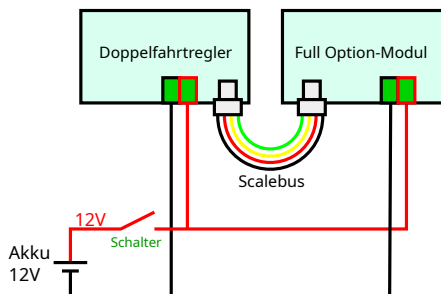 Doppelfahrtregler
Full Option-Modul
Scalebus
12V
Schalter
Akku
12V